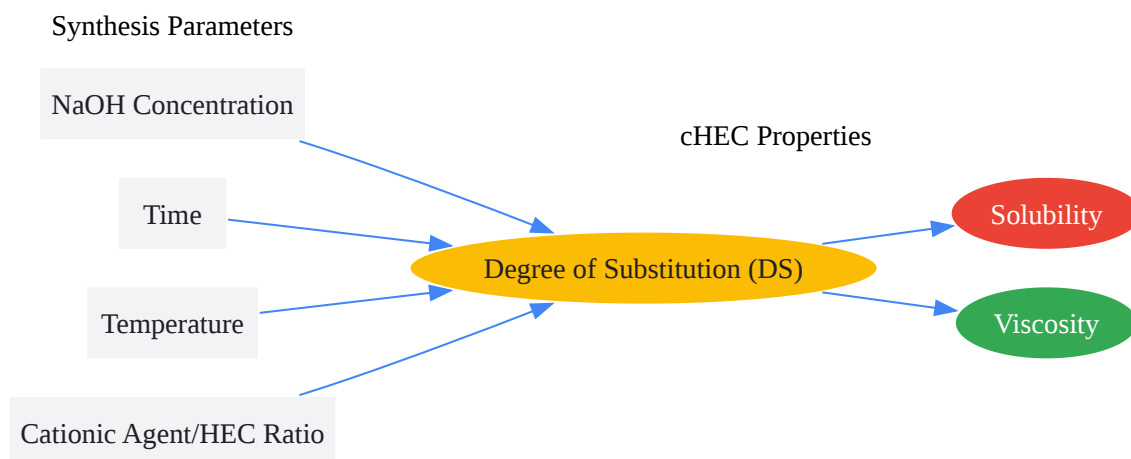 Synthesis Parameters
NaOH Concentration
Time
Temperature
Cationic Agent/HEC Ratio
Degree of Substitution (DS)
cHEC Properties
Solubility
Viscosity